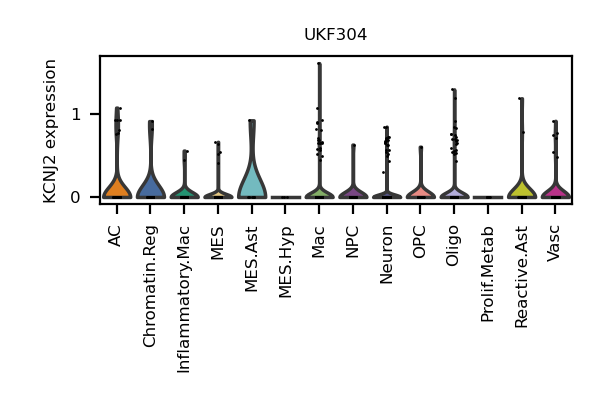 UKF304
KCNJ2 expression
1
0
AC
Chromatin.Reg
Inflammatory.Mac
MES
MES.Ast
MES.Hyp
Mac
NPC
Neuron
OPC
Oligo
Prolif.Metab
Reactive.Ast
Vasc